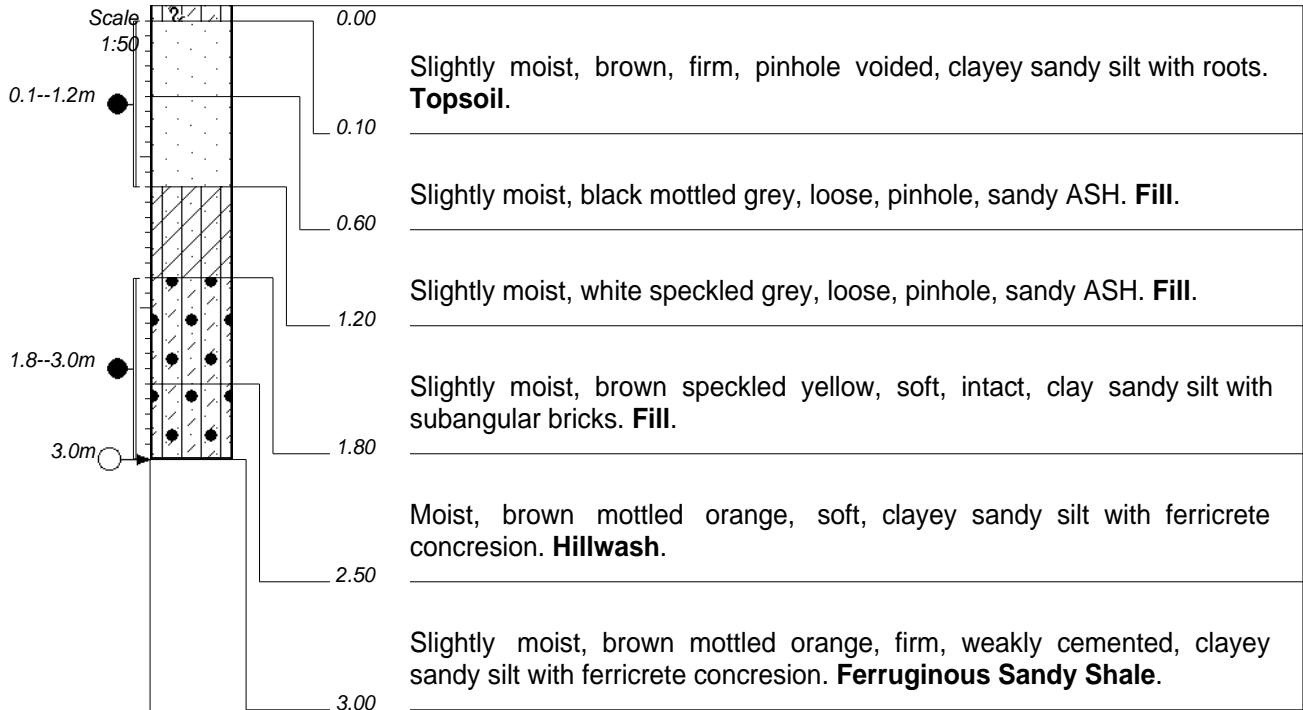 Scale
1:50
0.00
Slightly moist, brown, firm, pinhole voided, clayey sandy silt with roots.
Topsoil.
0.1--1.2m
0.10
Slightly moist, black mottled grey, loose, pinhole, sandy ASH. Fill.
0.60
Slightly moist, white speckled grey, loose, pinhole, sandy ASH. Fill.
1.20
1.8--3.0m
Slightly moist, brown speckled yellow, soft, intact, clay sandy silt with
subangular bricks. Fill.
1.80
3.0m
Moist, brown mottled orange, soft, clayey sandy silt with ferricrete
concresion. Hillwash.
2.50
Slightly moist, brown mottled orange, firm, weakly cemented, clayey
sandy silt with ferricrete concresion. Ferruginous Sandy Shale.
3.00